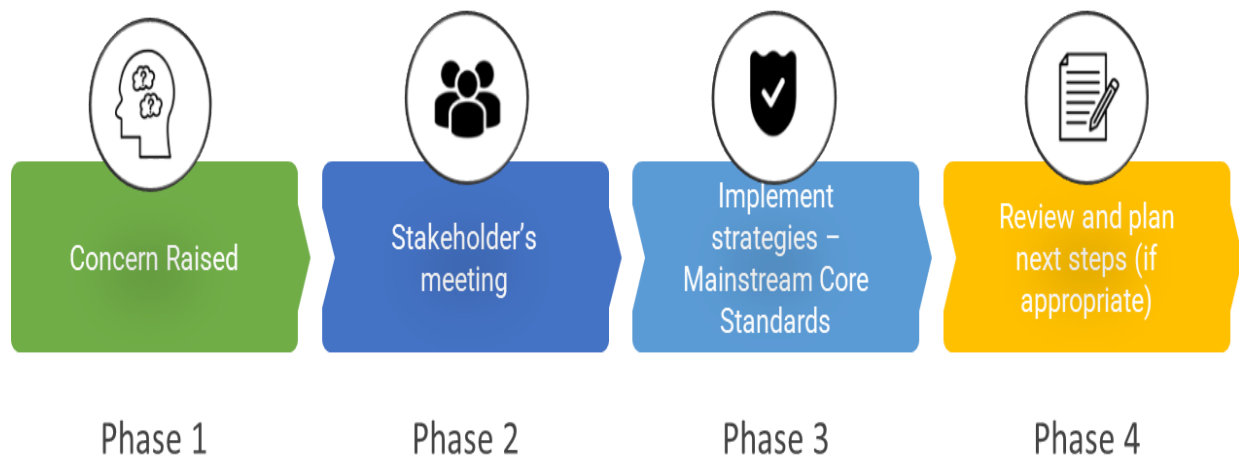 Concern Raised
Stakeholder’s
meeting
Implement
strategies –
Mainstream Core
Standards
Review and plan
next steps (if
appropriate)
Phase 1
Phase 2
Phase 3
Phase 4